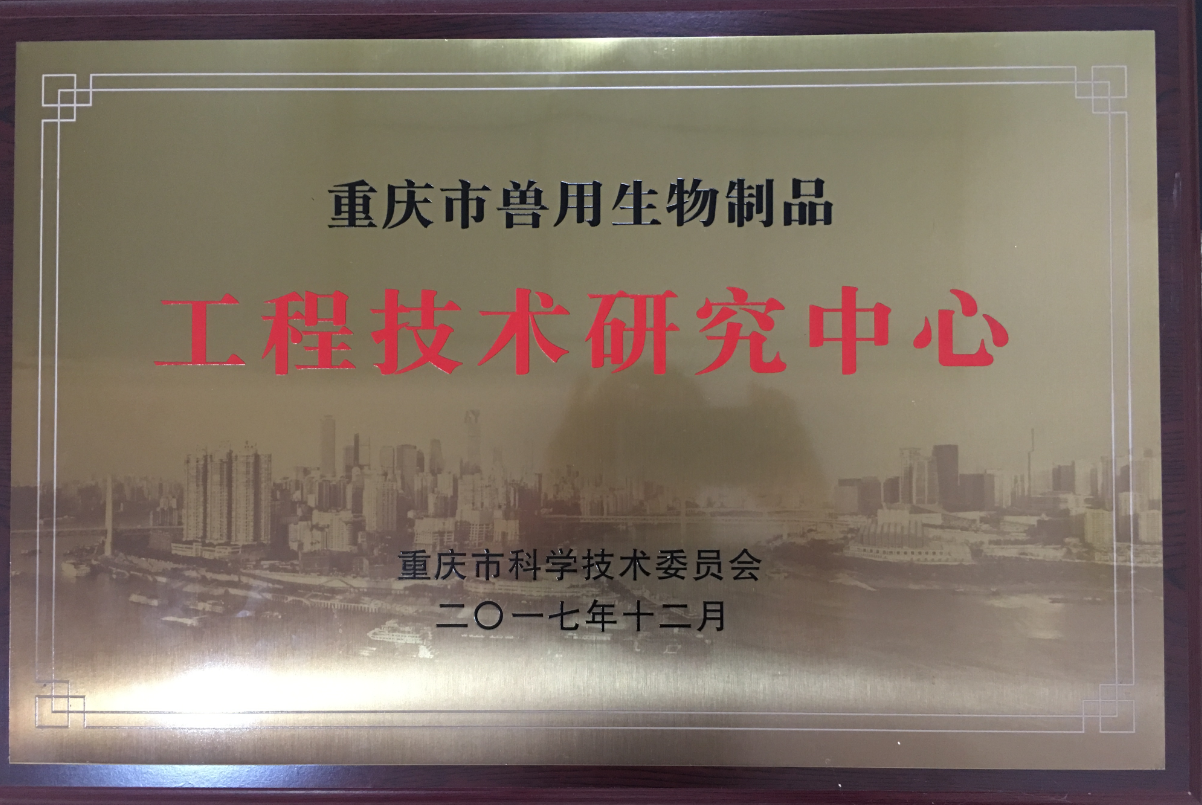 重庆市兽用生物制品
工程技术研究中心
重庆市科学技术委员会
二〇一七年十二月